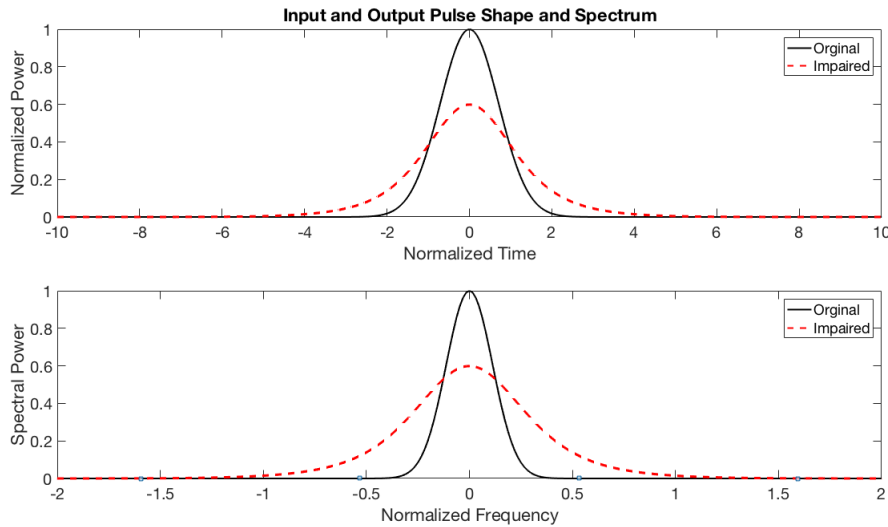 Input and Output Pulse Shape and Spectrum
Normalized Power
1
0.8
0.6
0.4
0.2
0
Orginal
Impaired
-10 -8 -6 -4 -2 0 2 4 6 8 10
Normalized Time
Spectral Power
1
0.8
0.6
0.4
0.2
0
Orginal
Impaired
-2 -1.5 -1 -0.5 0 0.5 1 1.5 2
Normalized Frequency